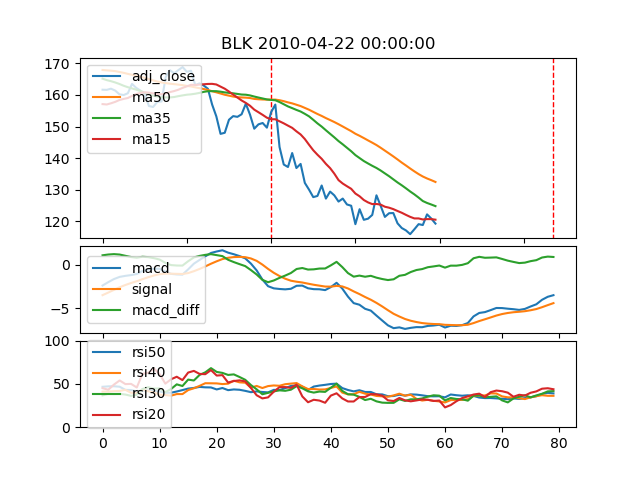 BLK 2010-04-22 00:00:00
170
160
150
140
130
120
adj_close
ma50
ma35
ma15
0
−5
macd
signal
macd_diff
100
50
0
rsi50
rsi40
rsi30
rsi20
0 10 20 30 40 50 60 70 80